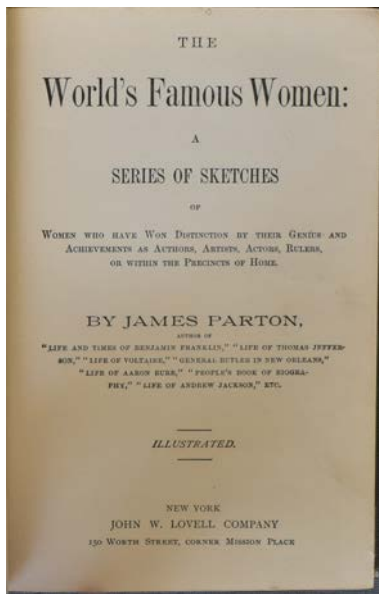 THE
World's Famous Women:
A
SERIES OF SKETCHES
OF
WOMEN WHO HAVE WON DISTINCTION BY THEIR GENIUS AND
ACHIEVEMENTS AS AUTHORS, ARTISTS, ACTORS, RULERS,
OR WITHIN THE PRECINCTS OF HOME.
BY JAMES PARTON,
AUTHOR OF
"LIFE AND TIMES OF BENJAMIN FRANKLIN," "LIFE OF THOMAS JEFFER-
SON," "LIFE OF VOLTAIRE," "GENERAL BUTLER IN NEW ORLEANS,"
"LIFE OF AARON BURR," "PEOPLE'S BOOK OF BIOGRA-
PHY," "LIFE OF ANDREW JACKSON," ETC.
ILLUSTRATED.
NEW YORK
JOHN W. LOVELL COMPANY
150 WORTH STREET, CORNER MISSION PLACE